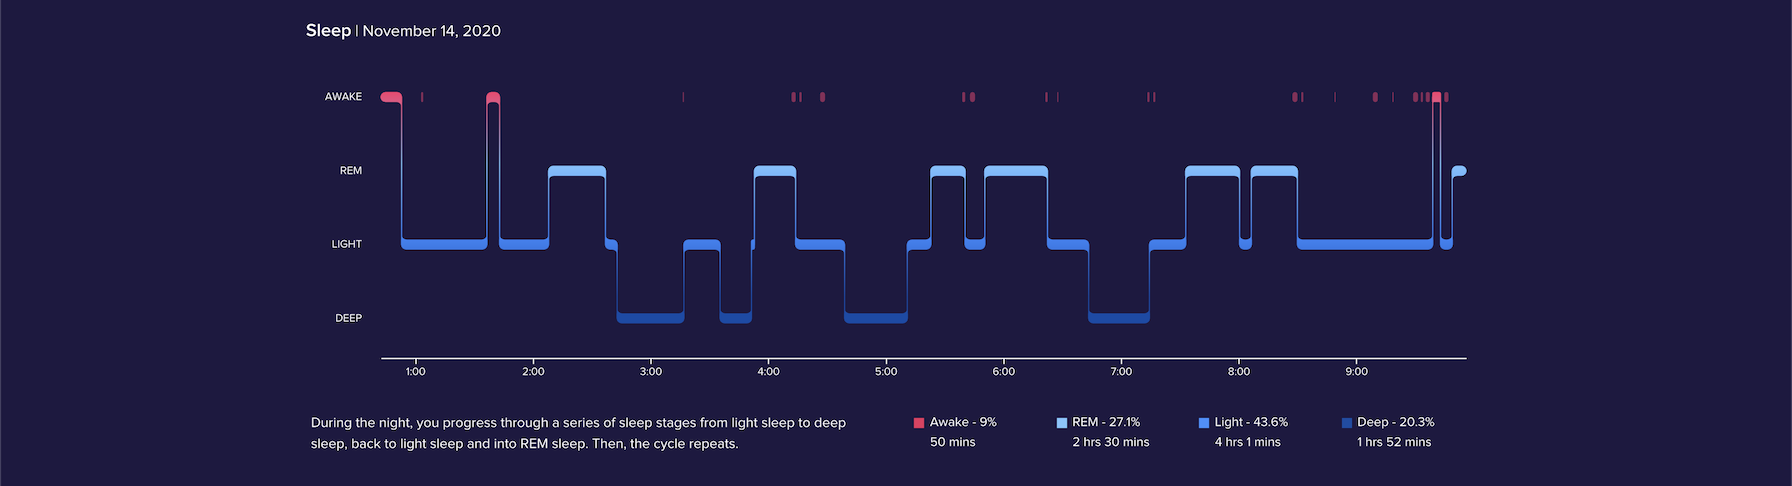 Sleep | November 14, 2020
AWAKE
REM
LIGHT
DEEP
1:00 2:00 3:00 4:00 5:00 6:00 7:00 8:00 9:00
During the night, you progress through a series of sleep stages from light sleep to deep
sleep, back to light sleep and into REM sleep. Then, the cycle repeats.
Awake - 9% REM - 27.1% Light - 43.6% Deep - 20.3%
50 mins 2 hrs 30 mins 4 hrs 1 mins 1 hrs 52 mins